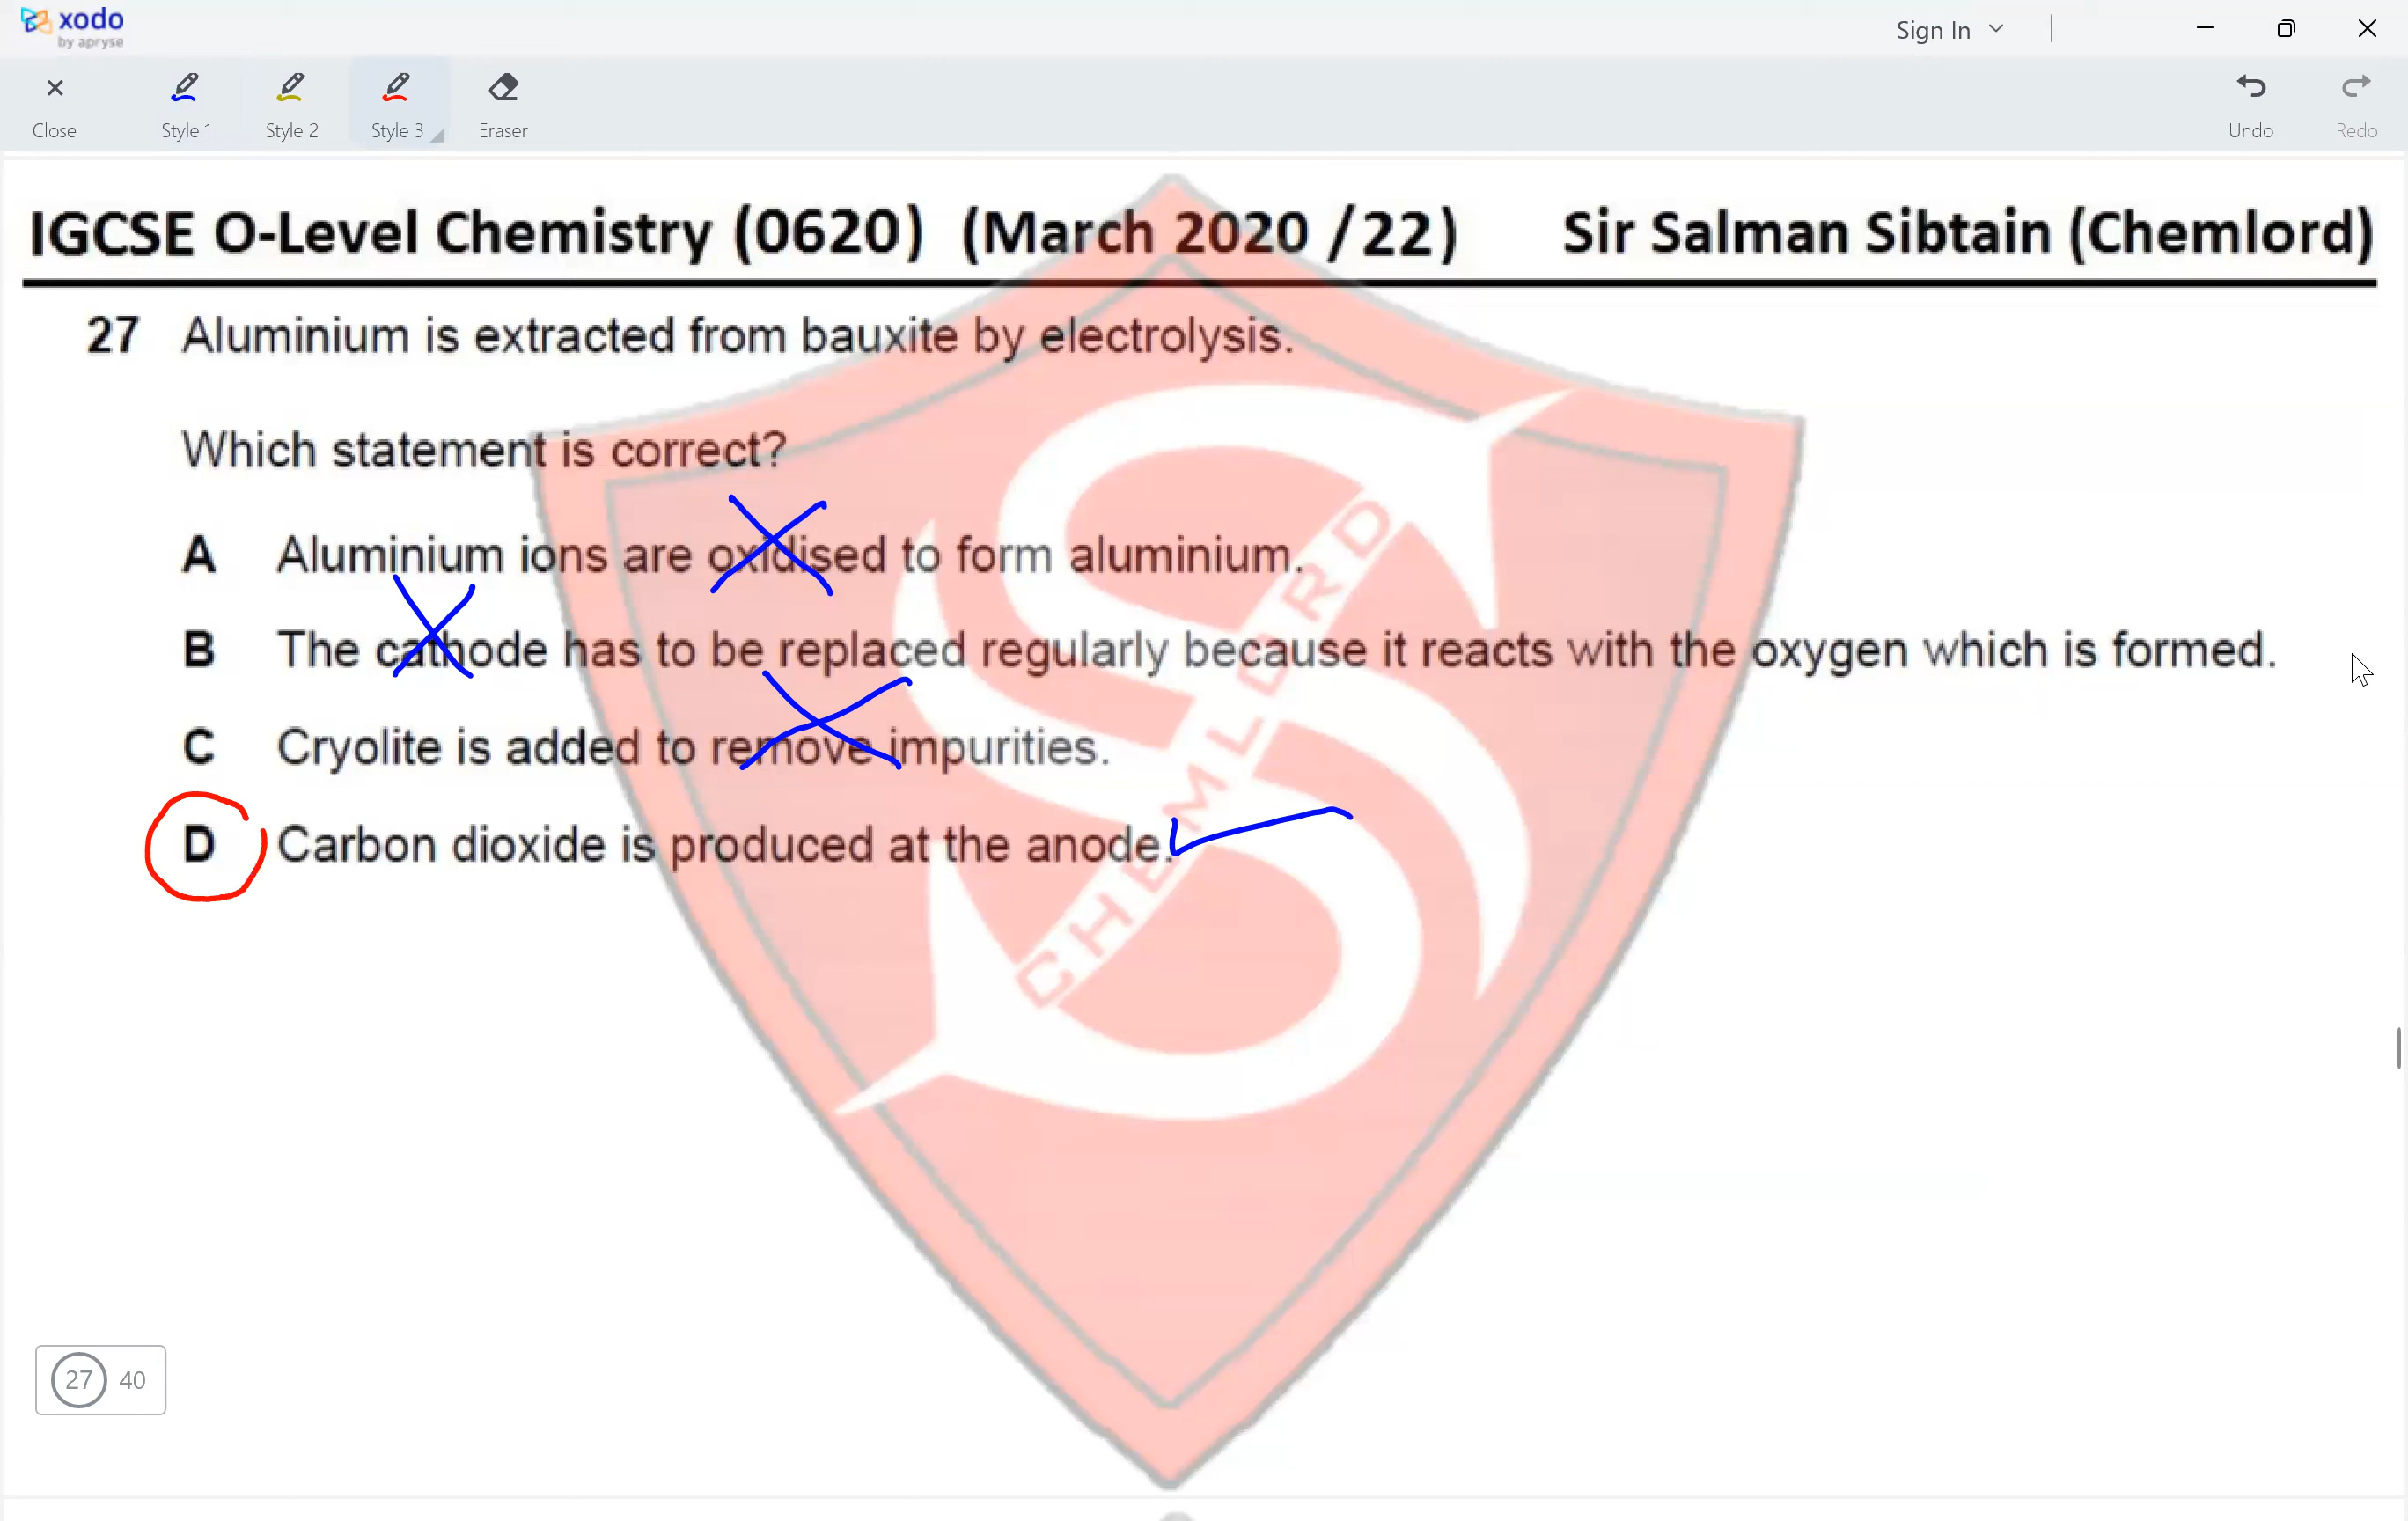 xodo
by apryse
Sign In
Close
Style 1
Style 2
Style 3
Eraser
Undo
Redo
IGCSE O-Level Chemistry (0620) (March 2020 /22) Sir Salman Sibtain (Chemlord)
27 Aluminium is extracted from bauxite by electrolysis.
Which statement is correct?
A Aluminium ions are oxidised to form aluminium.
B The cathode has to be replaced regularly because it reacts with the oxygen which is formed.
C Cryolite is added to remove impurities.
D Carbon dioxide is produced at the anode.
CHEMLORD
27 40